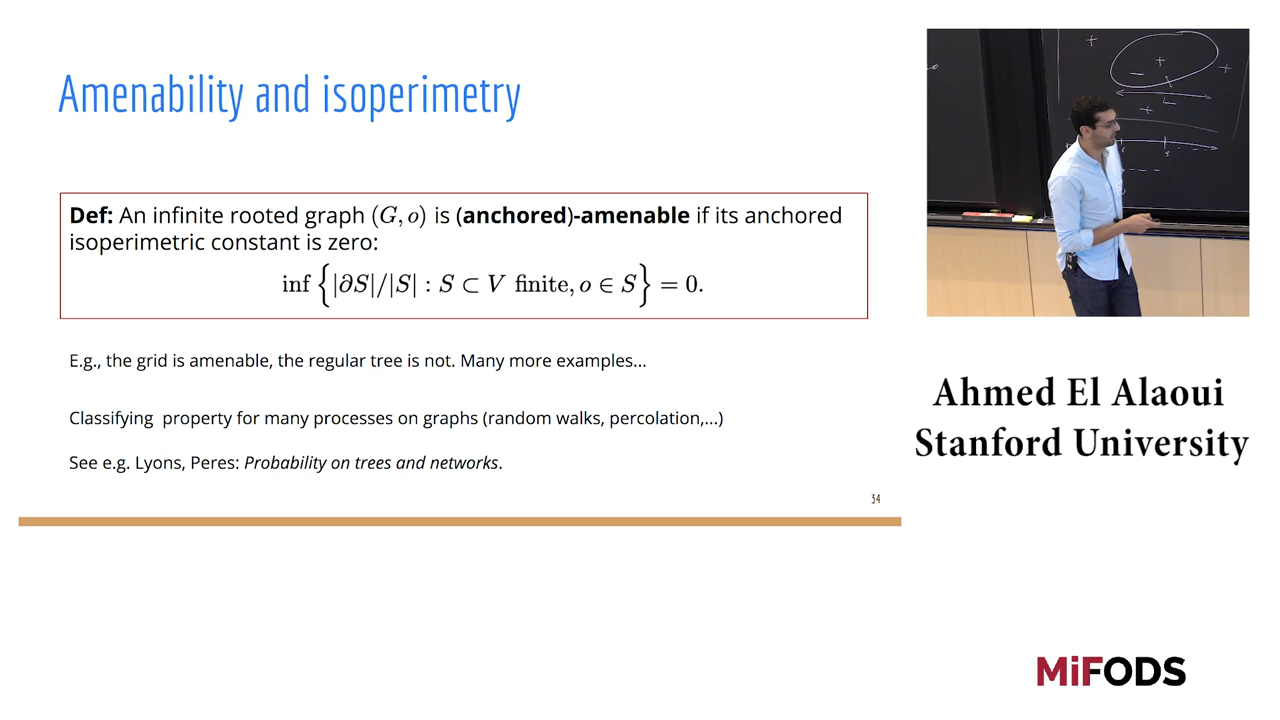 Amenability and isoperimetry
Def: An infinite rooted graph (G, o) is (anchored)-amenable if its anchored
isoperimetric constant is zero:
inf {|∂S|/|S| : S ⊂ V finite, o ∈ S} = 0.
E.g., the grid is amenable, the regular tree is not. Many more examples...
Classifying property for many processes on graphs (random walks, percolation,...)
See e.g. Lyons, Peres: Probability on trees and networks.
34
Ahmed El Alaoui
Stanford University
MiFODS